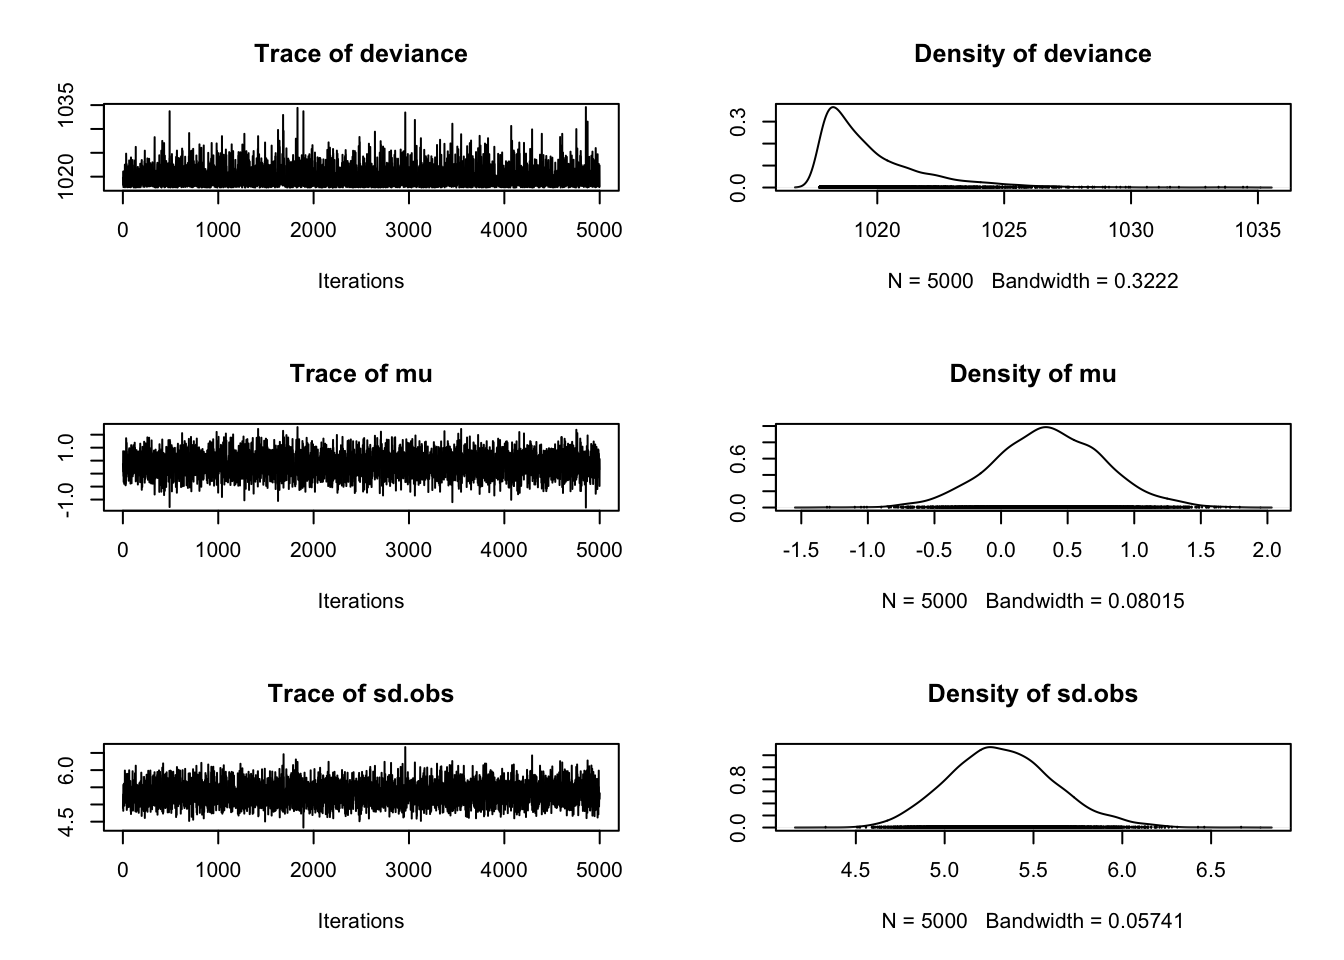 Trace of deviance
1035
1020
0 1000 2000 3000 4000 5000
Iterations
Density of deviance
0.3
0.0
1020 1025 1030 1035
N = 5000 Bandwidth = 0.3222
Trace of mu
1.0
-1.0
0 1000 2000 3000 4000 5000
Iterations
Density of mu
0.6
0.0
-1.5 -1.0 -0.5 0.0 0.5 1.0 1.5 2.0
N = 5000 Bandwidth = 0.08015
Trace of sd.obs
6.0
4.5
0 1000 2000 3000 4000 5000
Iterations
Density of sd.obs
0.8
0.0
4.5 5.0 5.5 6.0 6.5
N = 5000 Bandwidth = 0.05741